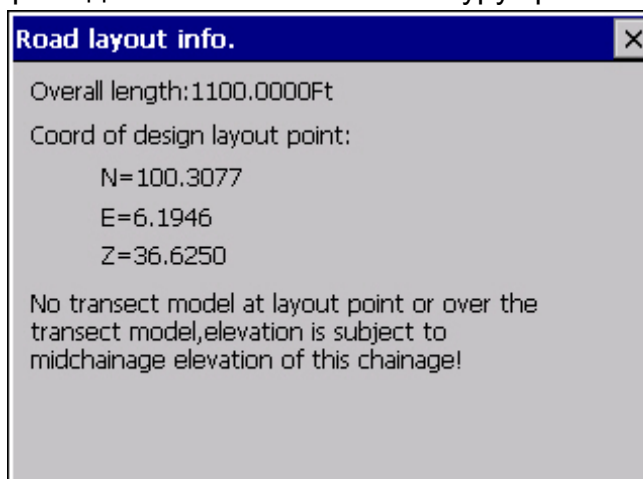 Road layout info.
Overall length:1100.0000Ft
Coord of design layout point:
N=100.3077
E=6.1946
Z=36.6250
No transect model at layout point or over the
transect model,elevation is subject to
midchainage elevation of this chainage!